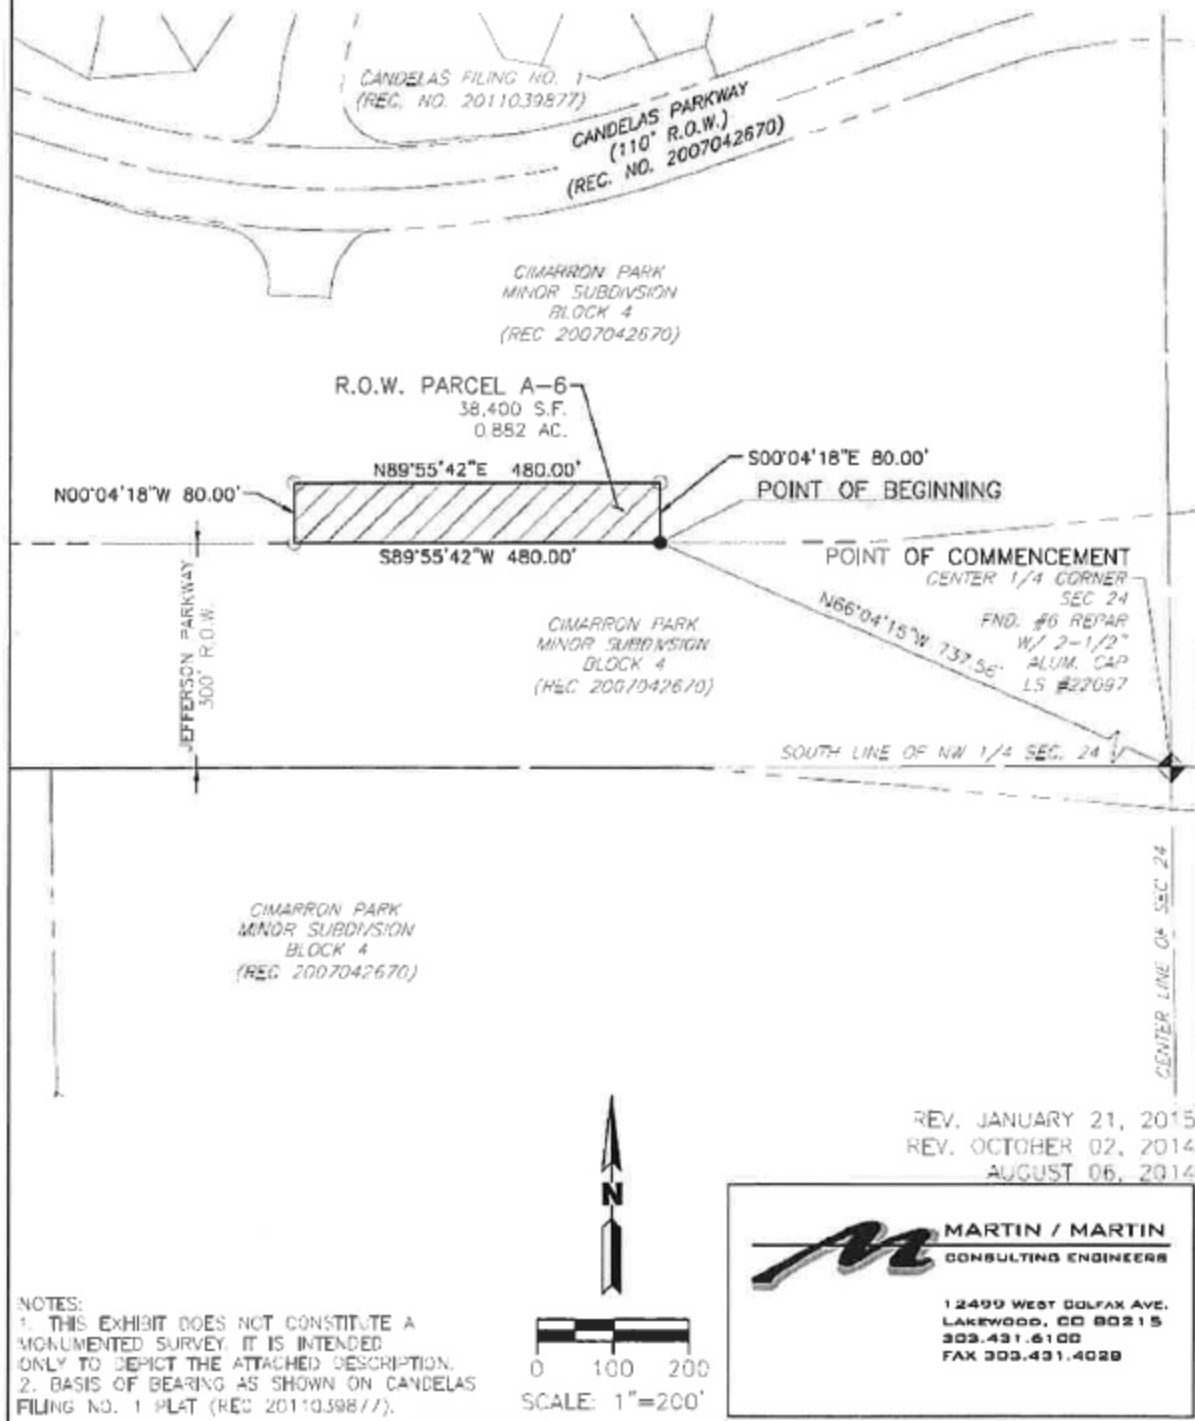 CANDELAS FILING NO. 1
(REC. NO. 2011039877)
CANDELAS PARKWAY
(110' R.O.W.)
(REC. NO. 2007042670)
CIMARRON PARK
MINOR SUBDIVSION
BLOCK 4
(REC 2007042670)
R.O.W. PARCEL A-6
38,400 S.F.
0.882 AC.
N89°55'42"E 480.00'
S00°04'18"E 80.00'
N00°04'18"W 80.00'
POINT OF BEGINNING
S89°55'42"W 480.00'
POINT OF COMMENCEMENT
CENTER 1/4 CORNER
SEC 24
FND. #6 REPAR
W/ 2-1/2"
ALUM. CAP
LS #22097
N66°04'15"W 737.56'
JEFFERSON PARKWAY
300' R.O.W.
CIMARRON PARK
MINOR SUBDIVSION
BLOCK 4
(REC 2007042670)
SOUTH LINE OF NW 1/4 SEC. 24
CIMARRON PARK
MINOR SUBDIVSION
BLOCK 4
(REC 2007042670)
CENTER LINE OF SEC 24
REV. JANUARY 21, 2015
REV. OCTOBER 02, 2014
AUGUST 06, 2014
N
MARTIN / MARTIN
CONSULTING ENGINEERS
12499 WEST COLFAX AVE.
LAKEWOOD, CO 80215
303.431.6100
FAX 303.431.4028
NOTES:
1. THIS EXHIBIT DOES NOT CONSTITUTE A
MONUMENTED SURVEY. IT IS INTENDED
ONLY TO DEPICT THE ATTACHED DESCRIPTION.
2. BASIS OF BEARING AS SHOWN ON CANDELAS
FILING NO. 1 PLAT (REC 2011039877).
0 100 200
SCALE: 1"=200'